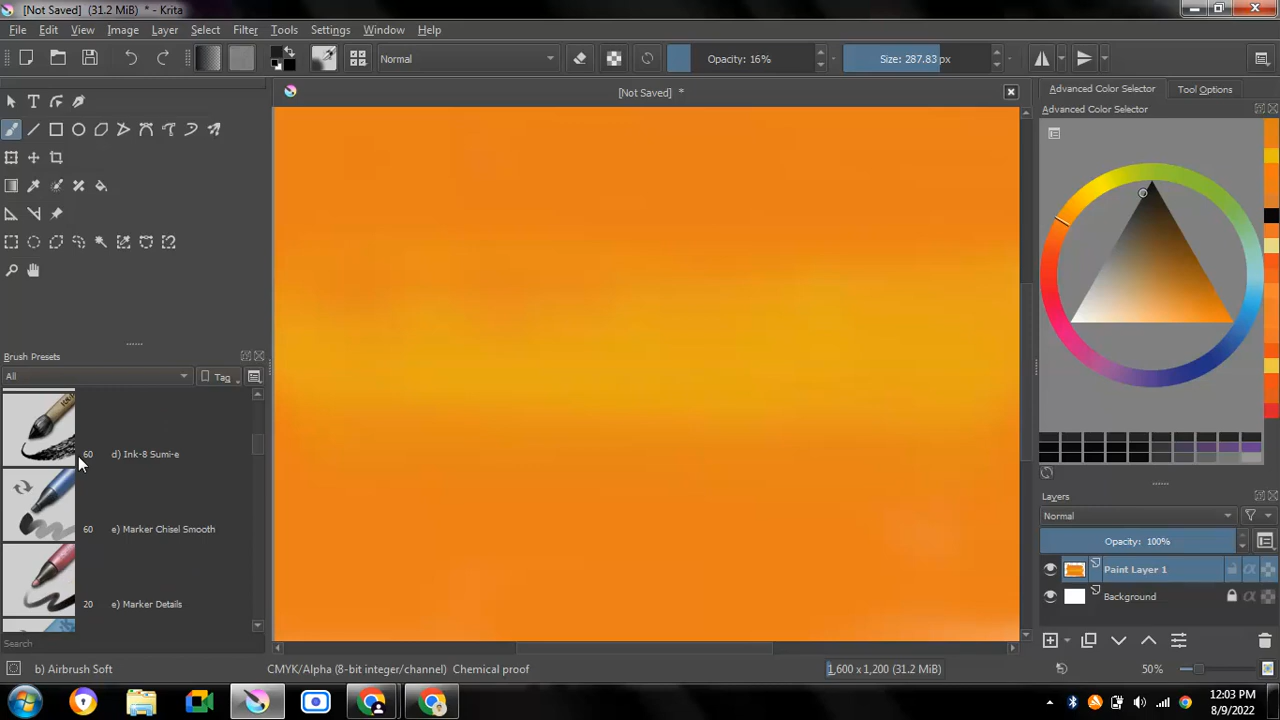 [Not Saved]  (31.2 MiB)  * - Krita
File Edit View Image Layer Select Filter Tools Settings Window Help
Normal Opacity: 16% Size: 287.83 px
[Not Saved]  *
Advanced Color Selector Tool Options
Advanced Color Selector
Brush Presets
All Tag
60 d) Ink-8 Sumi-e
60 e) Marker Chisel Smooth
20 e) Marker Details
Search
Layers
Normal
Opacity:  100%
Paint Layer 1
Background
b) Airbrush Soft CMYK/Alpha (8-bit integer/channel)  Chemical proof 1,600 x 1,200 (31.2 MiB) 50%
12:03 PM
8/9/2022